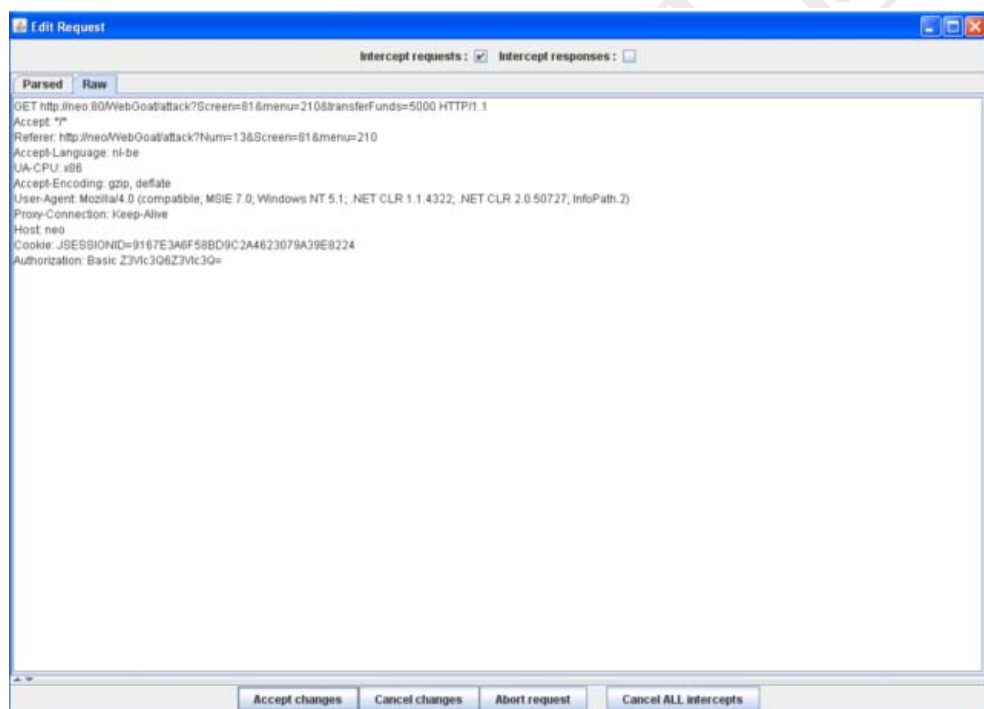 Edit Request
Intercept requests : Intercept responses :
Parsed Raw
GET http://neo:80/WebGoat/attack?Screen=81&menu=210&transferFunds=5000 HTTP/1.1
Accept: */*
Referer: http://neo/WebGoat/attack?Num=13&Screen=81&menu=210
Accept-Language: nl-be
UA-CPU: x86
Accept-Encoding: gzip, deflate
User-Agent: Mozilla/4.0 (compatible; MSIE 7.0; Windows NT 5.1; .NET CLR 1.1.4322; .NET CLR 2.0.50727; InfoPath.2)
Proxy-Connection: Keep-Alive
Host: neo
Cookie: JSESSIONID=9167E3A6F58BD9C2A4623079A39E8224
Authorization: Basic Z3Vlc3Q6Z3Vlc3Q=
Accept changes Cancel changes Abort request Cancel ALL intercepts